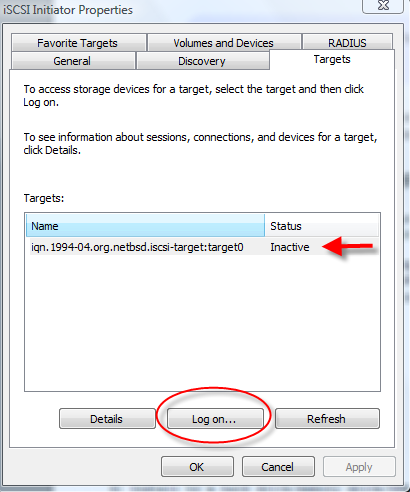 iSCSI Initiator Properties
Favorite Targets Volumes and Devices RADIUS
General Discovery Targets
To access storage devices for a target, select the target and then click
Log on.
To see information about sessions, connections, and devices for a target,
click Details.
Targets:
Name Status
iqn.1994-04.org.netbsd.iscsi-target:target0 Inactive
Details Log on... Refresh
OK Cancel Apply